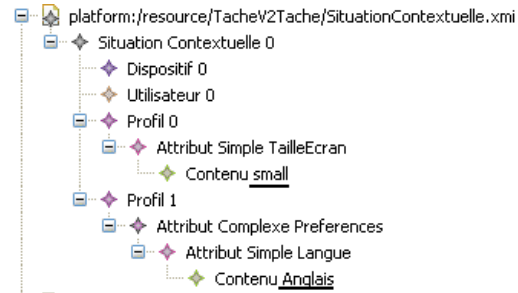 platform:/resource/TacheV2Tache/SituationContextuelle.xmi
Situation Contextuelle 0
Dispositif 0
Utilisateur 0
Profil 0
Attribut Simple TailleEcran
Contenu small
Profil 1
Attribut Complexe Preferences
Attribut Simple Langue
Contenu Anglais